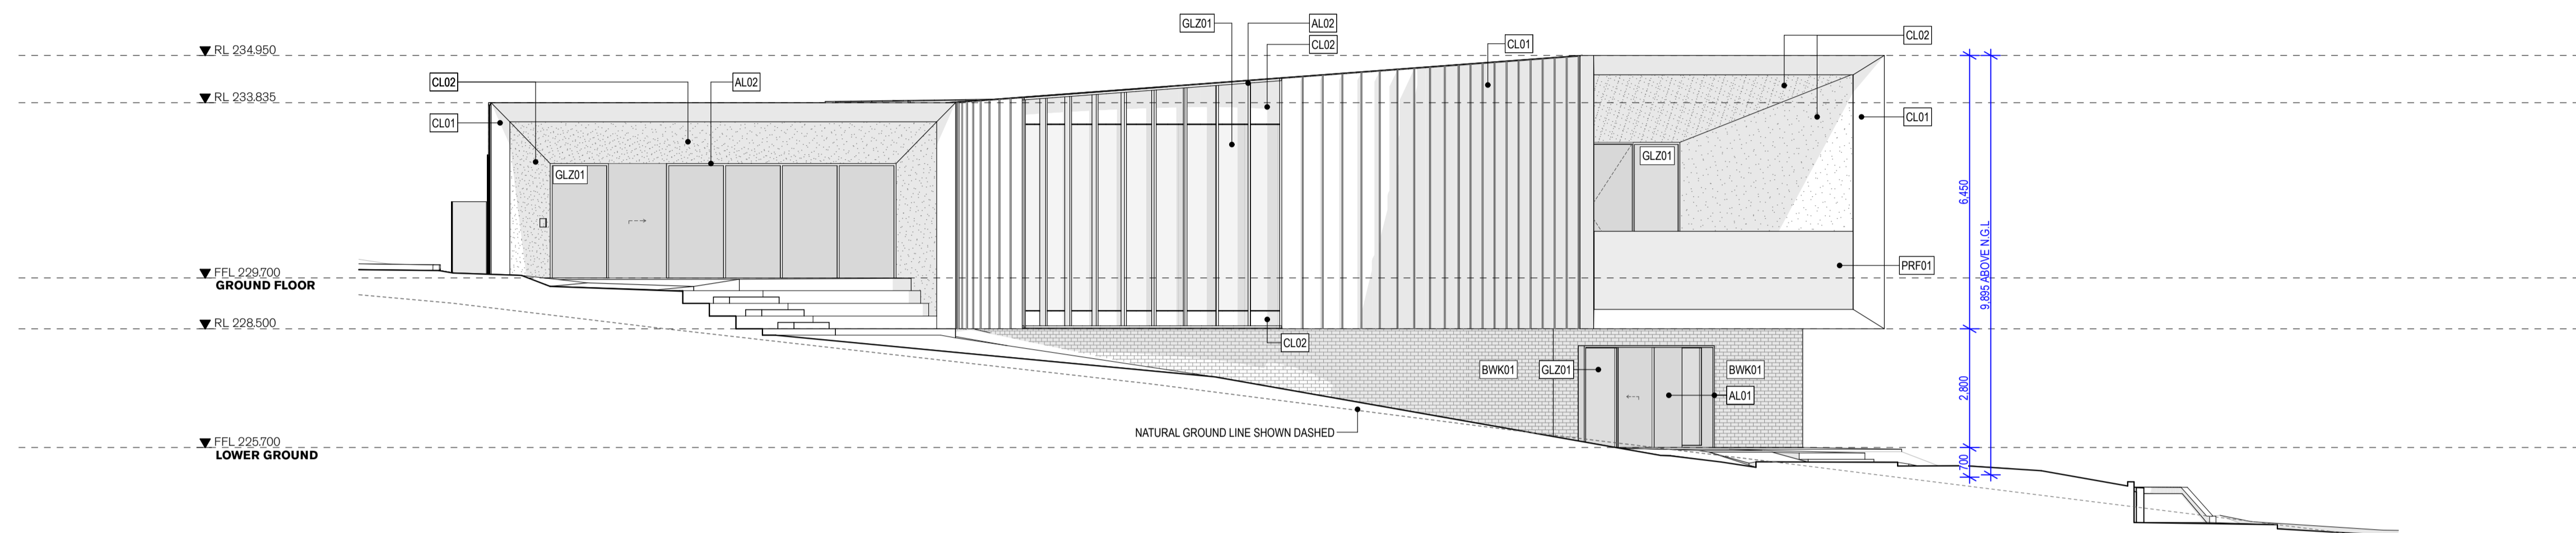 GLZ01
AL02
CL02
CL01
CL02
RL 234.950
CL02
AL02
RL 233.835
CL01
CL01
GLZ01
GLZ01
6,450
9,895 ABOVE N.G.L
PRF01
FFL 229.700
GROUND FLOOR
RL 228.500
CL02
BWK01
GLZ01
BWK01
AL01
2,800
NATURAL GROUND LINE SHOWN DASHED
FFL 225.700
LOWER GROUND
700